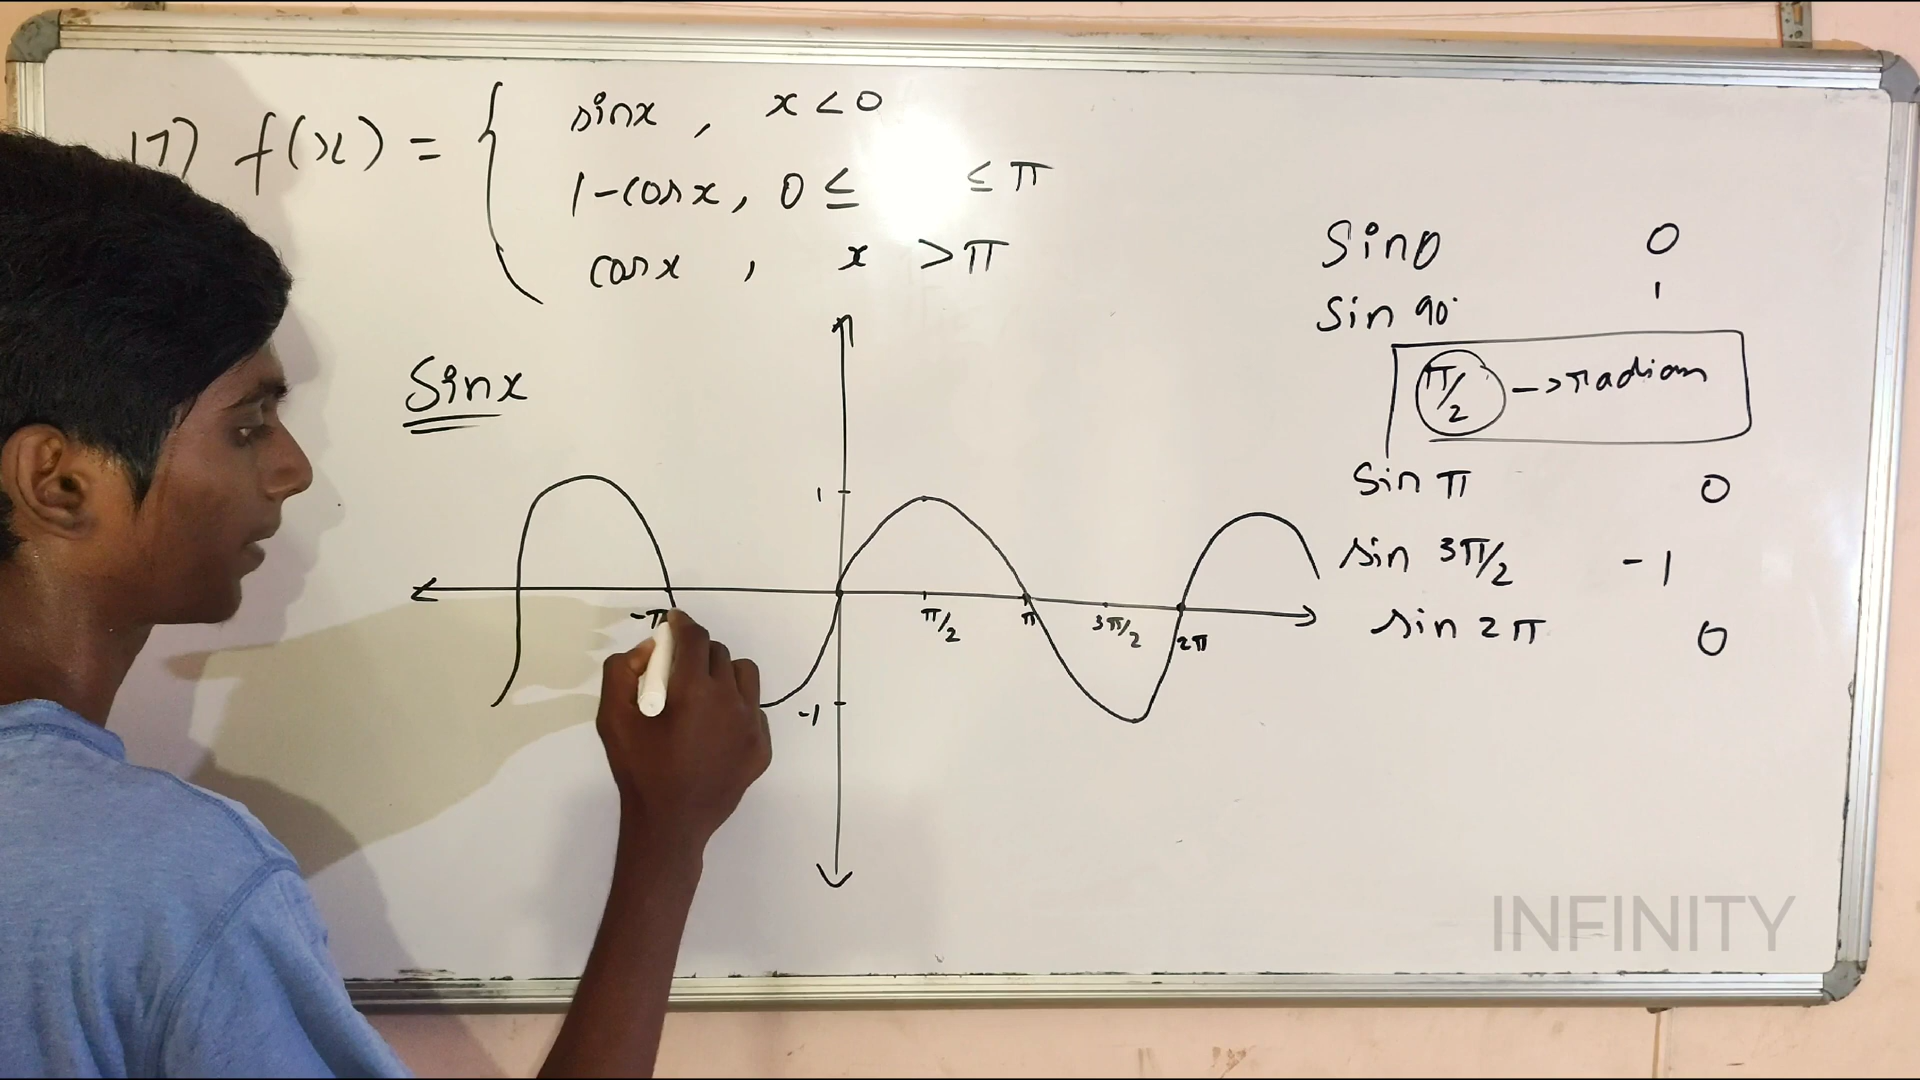 17) f(x) = { sinx , x < 0
1-cosx, 0 ≤ ≤ π
cosx , x > π
Sinx
1
-π
π/2
π
3π/2
2π
-1
Sin0 0
Sin 90° 1
π/2 → radian
Sin π 0
sin 3π/2 -1
sin 2π 0
INFINITY